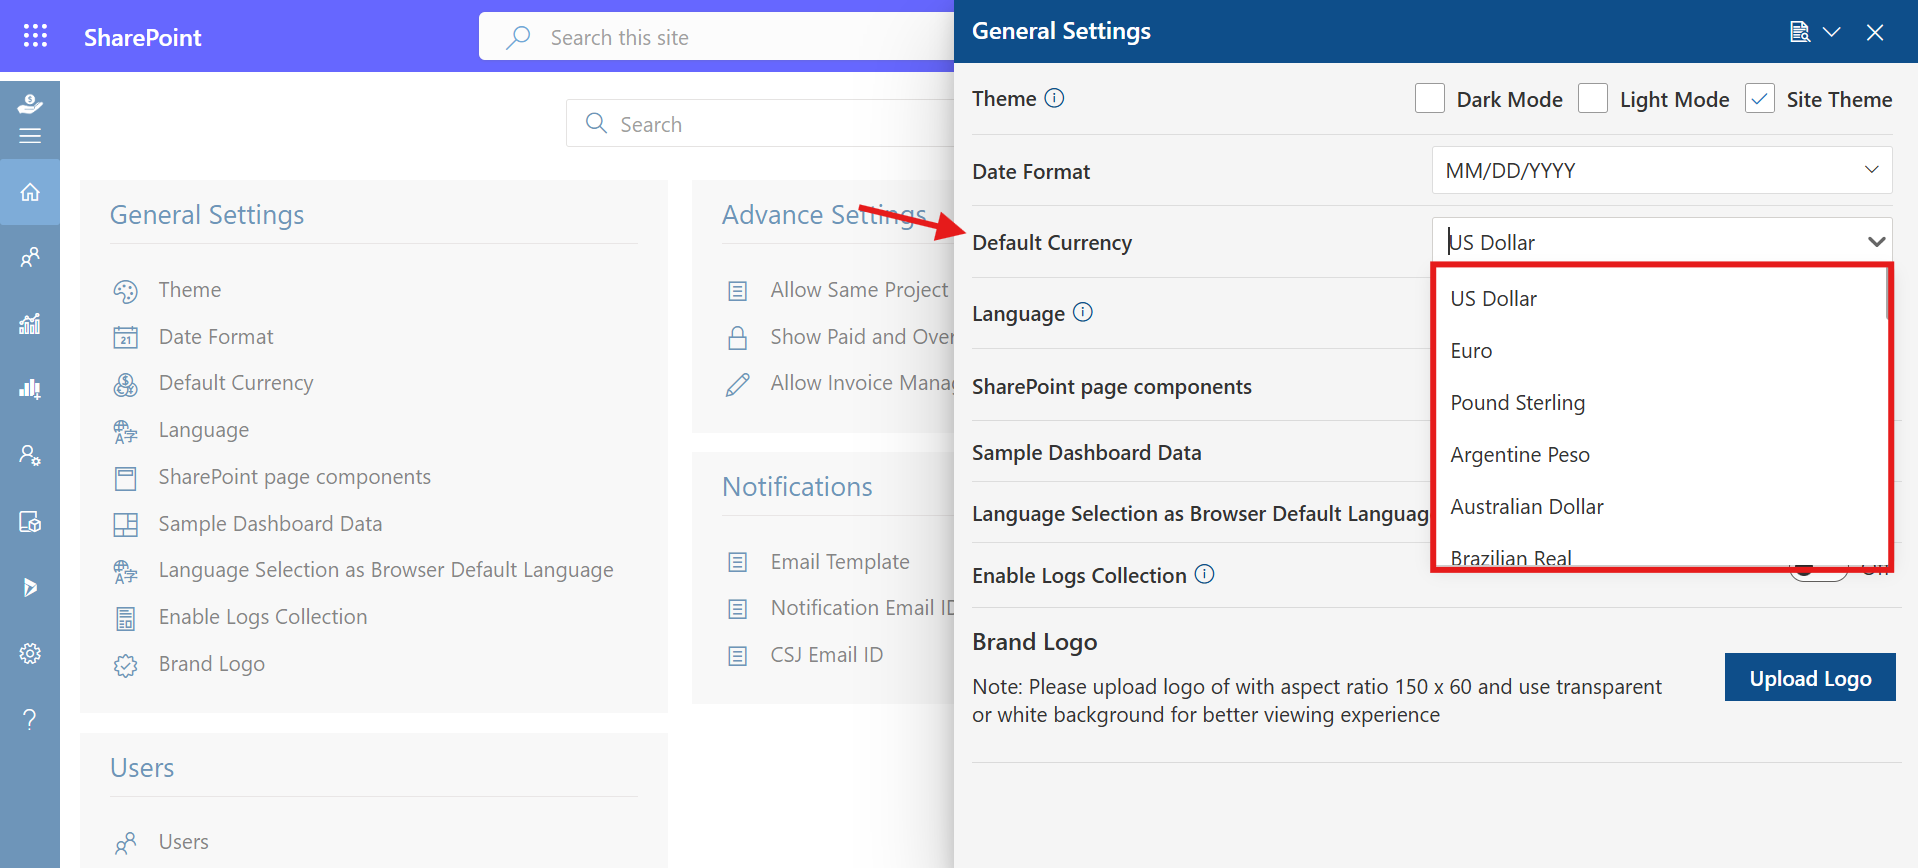 SharePoint
Search this site
Search
General Settings
Theme
Date Format
21
Default Currency
Language
SharePoint page components
Sample Dashboard Data
Language Selection as Browser Default Language
Enable Logs Collection
Brand Logo
Users
Users
Advance Settings
Allow Same Project
Show Paid and Over
Allow Invoice Mana
Notifications
Email Template
Notification Email ID
CSJ Email ID
General Settings
Theme
Dark Mode
Light Mode
Site Theme
Date Format
MM/DD/YYYY
Default Currency
US Dollar
US Dollar
Euro
Pound Sterling
Argentine Peso
Australian Dollar
Brazilian Real
Language
SharePoint page components
Sample Dashboard Data
Language Selection as Browser Default Languag
Enable Logs Collection
Brand Logo
Note: Please upload logo of with aspect ratio 150 x 60 and use transparent
or white background for better viewing experience
Upload Logo